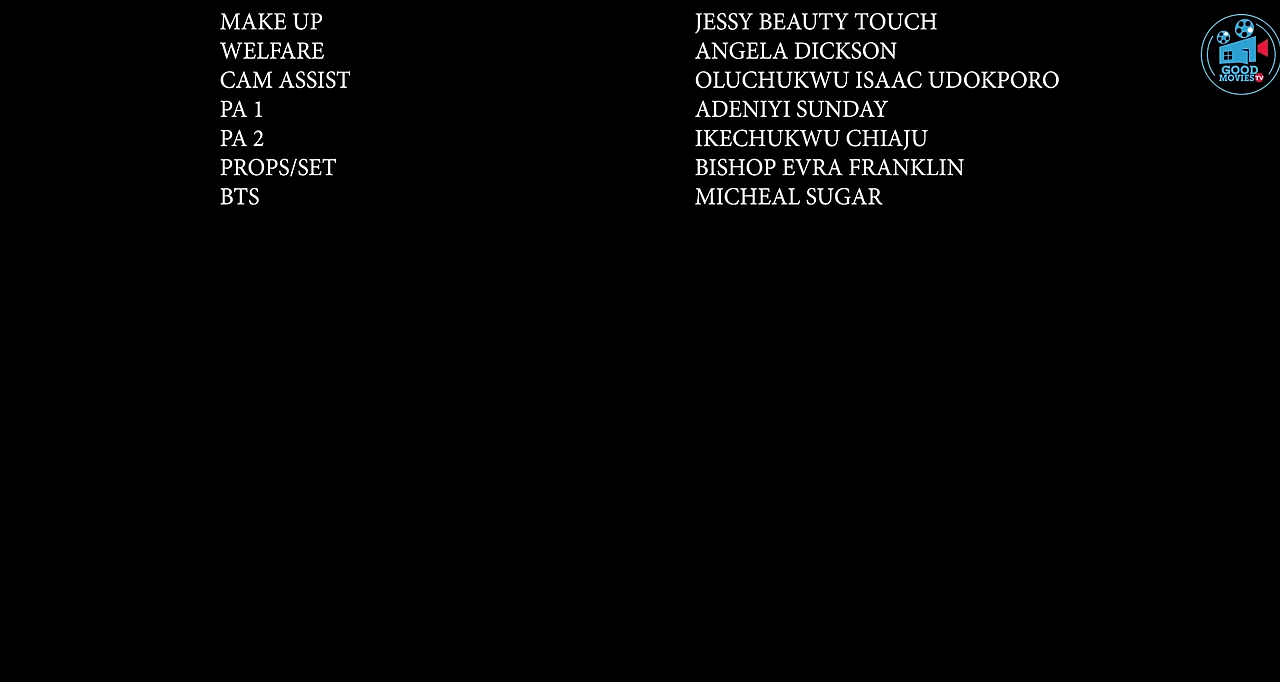 MAKE UP JESSY BEAUTY TOUCH
WELFARE ANGELA DICKSON
CAM ASSIST OLUCHUKWU ISAAC UDOKPORO
PA 1 ADENIYI SUNDAY
PA 2 IKECHUKWU CHIAJU
PROPS/SET BISHOP EVRA FRANKLIN
BTS MICHEAL SUGAR
GOOD
MOVIES TV